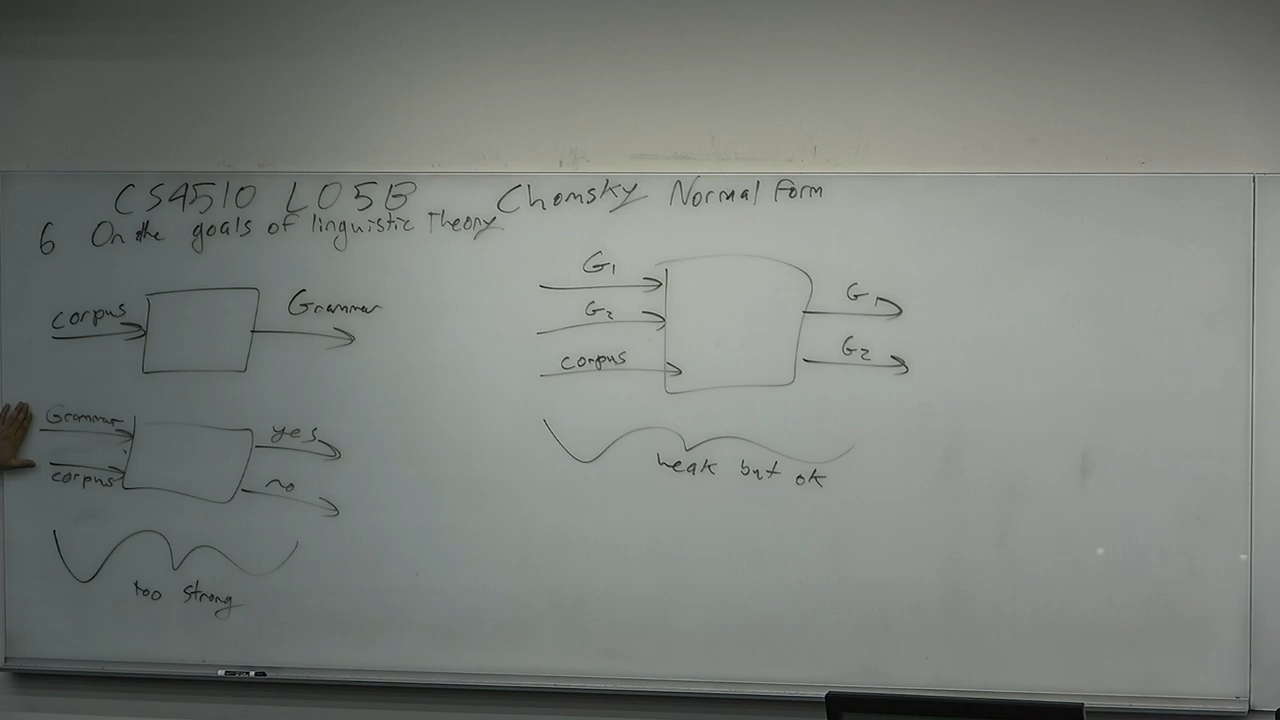 CS4510 L05B Chomsky Normal Form
6 On the goals of linguistic Theory
corpus Grammar
Grammar yes
corpus no
too strong
G1 G1
G2 G2
corpus
weak but ok